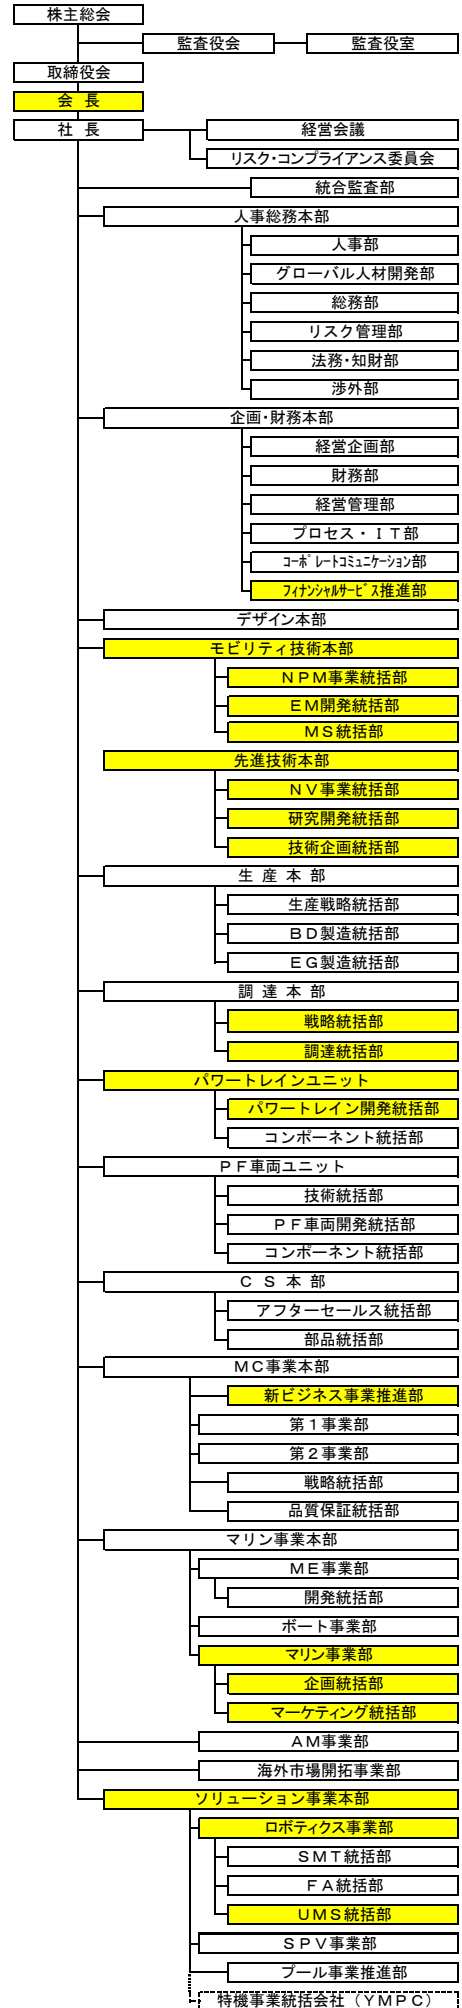 株主総会
監査役会
監査役室
取締役会
会 長
社 長
経営会議
リスク・コンプライアンス委員会
統合監査部
人事総務本部
人事部
グローバル人材開発部
総務部
リスク管理部
法務・知財部
渉外部
企画・財務本部
経営企画部
財務部
経営管理部
プロセス・ＩＴ部
ｺｰﾎﾟﾚｰﾄｺﾐｭﾆｹｰｼｮﾝ部
ﾌｨﾅﾝｼｬﾙｻｰﾋﾞｽ推進部
デザイン本部
モビリティ技術本部
ＮＰＭ事業統括部
ＥＭ開発統括部
ＭＳ統括部
先進技術本部
ＮＶ事業統括部
研究開発統括部
技術企画統括部
生 産 本 部
生産戦略統括部
ＢＤ製造統括部
ＥＧ製造統括部
調 達 本 部
戦略統括部
調達統括部
パワートレインユニット
パワートレイン開発統括部
コンポーネント統括部
ＰＦ車両ユニット
技術統括部
ＰＦ車両開発統括部
コンポーネント統括部
Ｃ Ｓ 本 部
アフターセールス統括部
部品統括部
ＭＣ事業本部
新ビジネス事業推進部
第１事業部
第２事業部
戦略統括部
品質保証統括部
マリン事業本部
ＭＥ事業部
開発統括部
ボート事業部
マリン事業部
企画統括部
マーケティング統括部
ＡＭ事業部
海外市場開拓事業部
ソリューション事業本部
ロボティクス事業部
ＳＭＴ統括部
ＦＡ統括部
ＵＭＳ統括部
ＳＰＶ事業部
プール事業推進部
特機事業統括会社（ＹＭＰＣ）